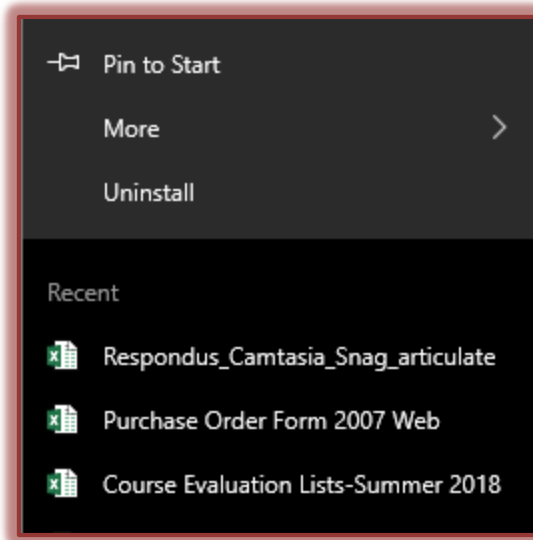 Pin to Start
More
Uninstall
Recent
Respondus_Camtasia_Snag_articulate
Purchase Order Form 2007 Web
Course Evaluation Lists-Summer 2018